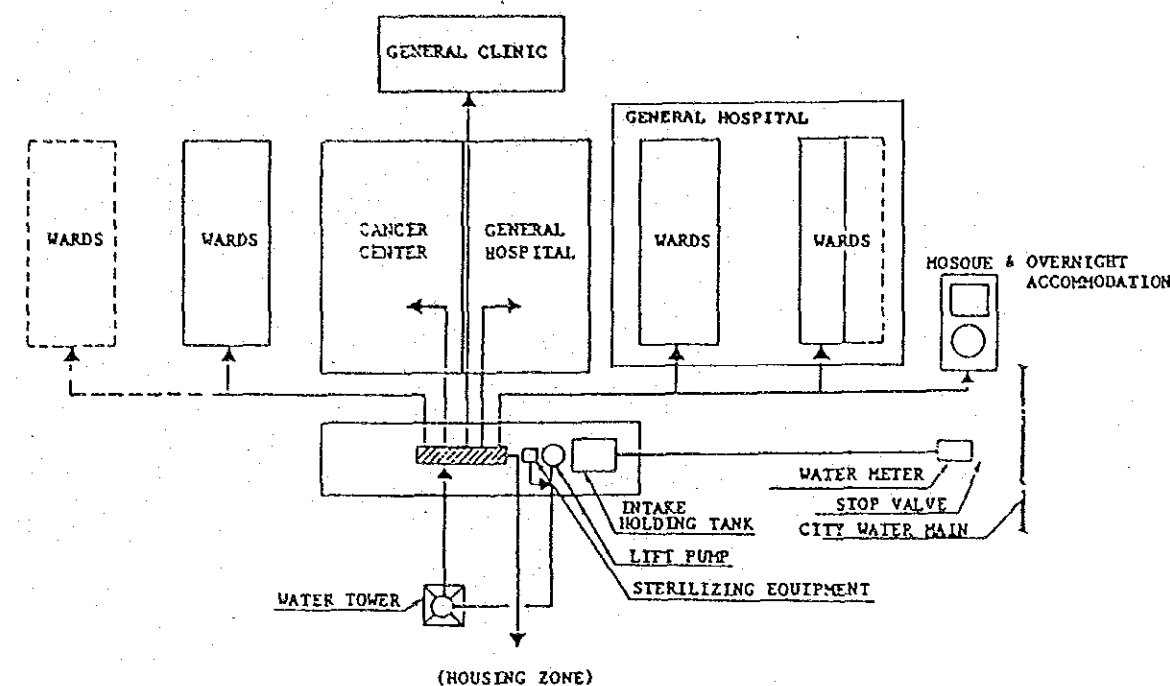 GENERAL CLINIC
GENERAL HOSPITAL
WARDS
WARDS
CANCER
CENTER
GENERAL
HOSPITAL
WARDS
WARDS
MOSQUE & OVERNIGHT
ACCOMMODATION
WATER METER
STOP VALVE
CITY WATER MAIN
INTAKE
HOLDING TANK
LIFT PUMP
STERILIZING EQUIPMENT
WATER TOWER
(HOUSING ZONE)